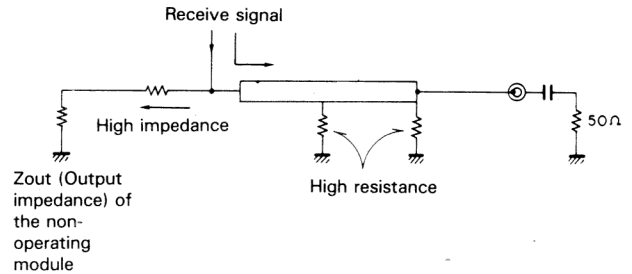 Receive signal
High impedance
50Ω
High resistance
Zout (Output
impedance) of
the non-
operating
module